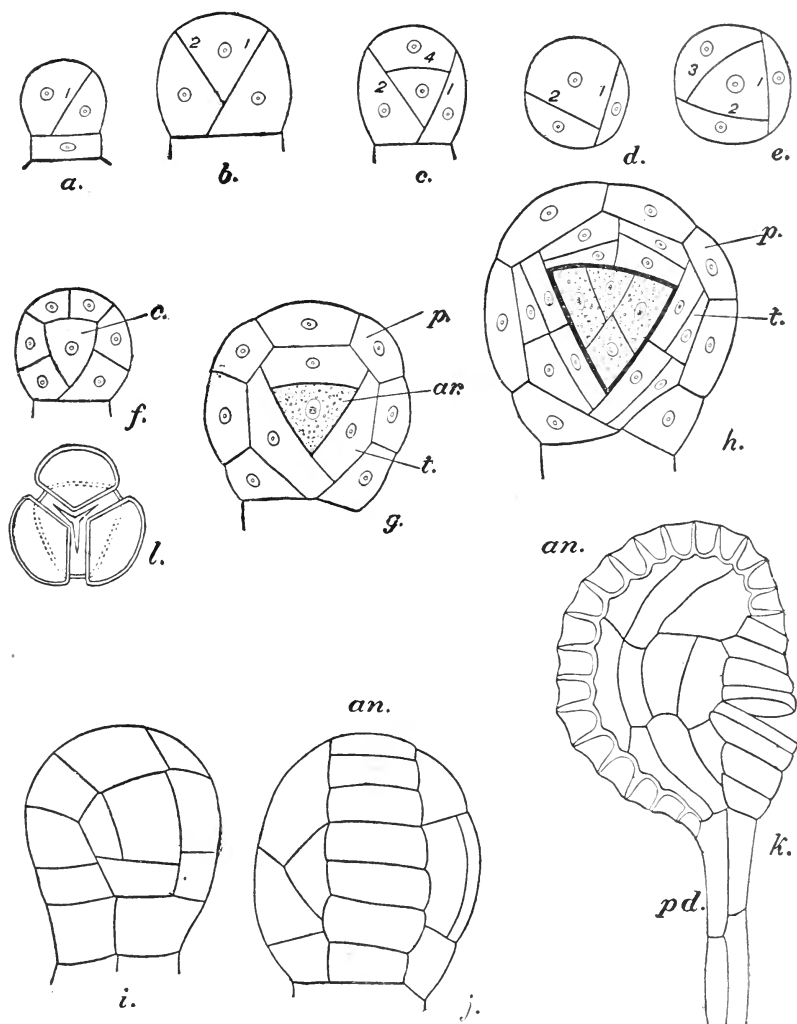 1
a.
2 1
b.
4
2 1
c.
2 1
d.
3 1
2
e.
c.
f.
p.
ar.
t.
g.
p.
t.
h.
l.
an.
pd.
k.
i.
an.
j.